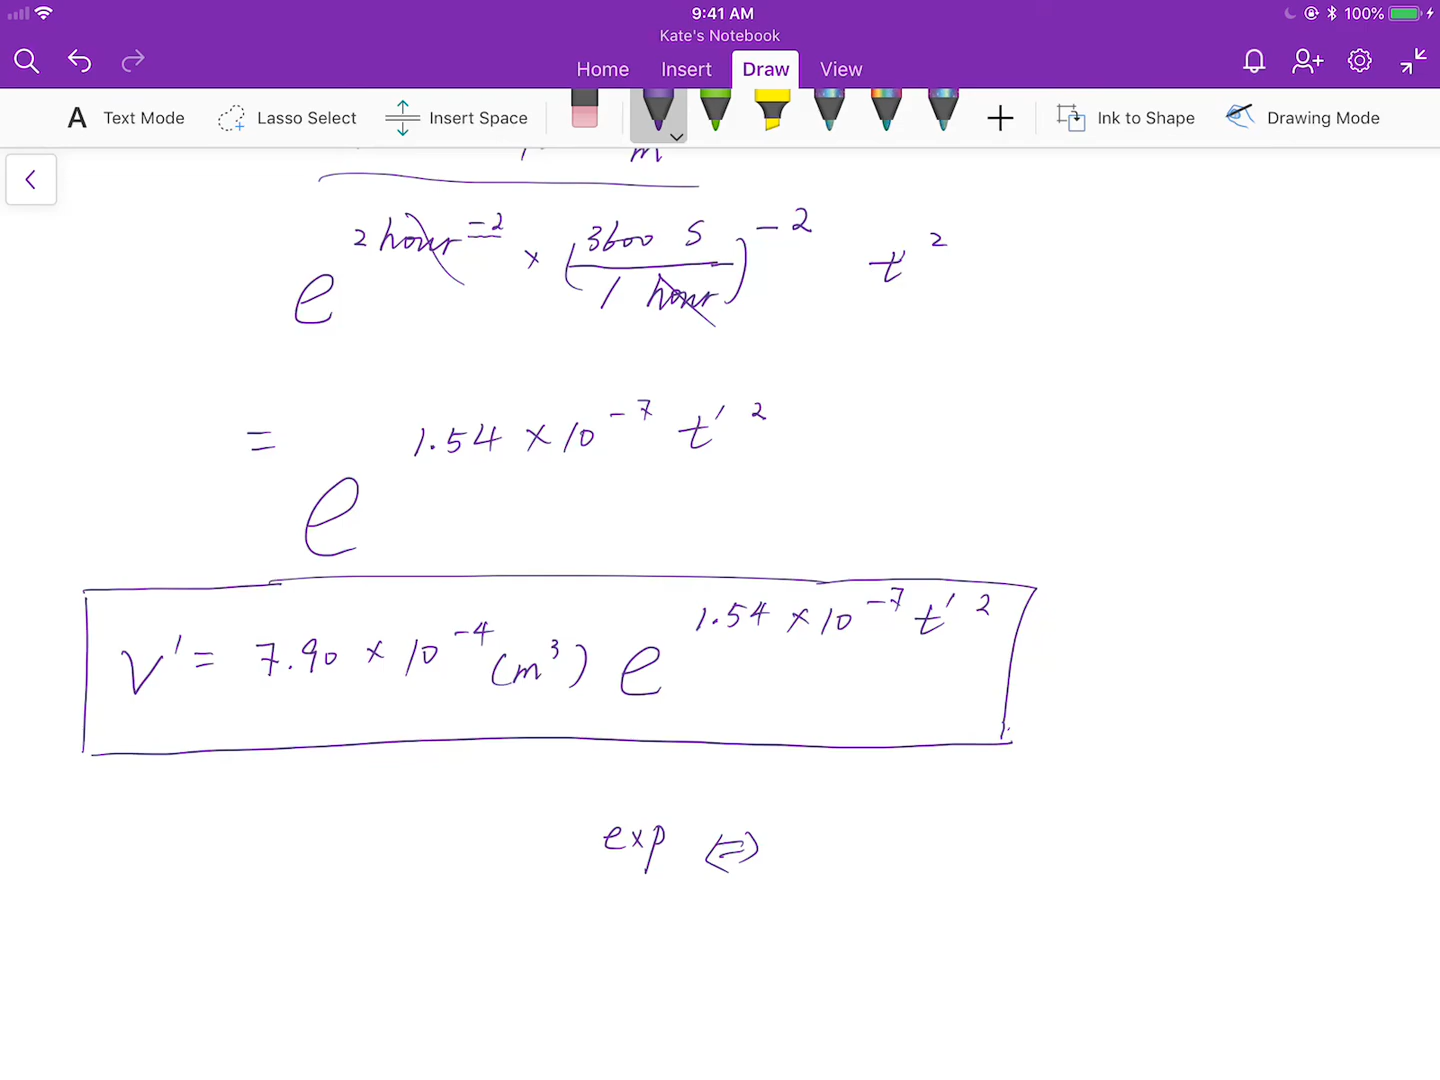 9:41 AM
100%
Kate's Notebook
Home Insert Draw View
A Text Mode Lasso Select Insert Space Ink to Shape Drawing Mode
m
e^{2 hour^{-2} × (3600 s / 1 hour)^{-2} t^2}
= e^{1.54 × 10^{-7} t'^2}
V' = 7.90 × 10^{-4} (m^3) e^{1.54 × 10^{-7} t'^2}
exp ⇔